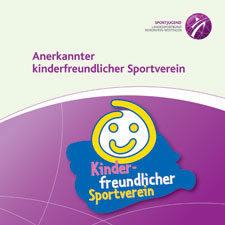 SPORTJUGEND
LANDESSPORTBUND
NORDRHEIN-WESTFALEN
Anerkannter
kinderfreundlicher Sportverein
Kinder-
freundlicher
Sportverein